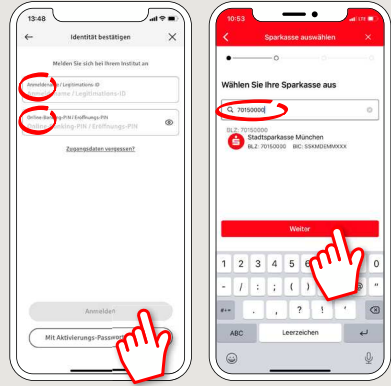 13:48
Identität bestätigen
Melden Sie sich bei Ihrem Institut an
Anmeldename / Legitimations-ID
Anmeldename / Legitimations-ID
Online-Banking-PIN / Eröffnungs-PIN
Online-Banking-PIN / Eröffnungs-PIN
Zugangsdaten vergessen?
Anmelden
Mit Aktivierungs-Passwort
10:53
LTE
Sparkasse auswählen
Wählen Sie Ihre Sparkasse aus
70150000
BLZ: 70150000
Stadtsparkasse München
BLZ: 70150000 BIC: SSKMDEMMXXX
Weiter
1 2 3 4 5 6 0
- / : ; ( ) @ "
#+= . , ? ! '
ABC Leerzeichen